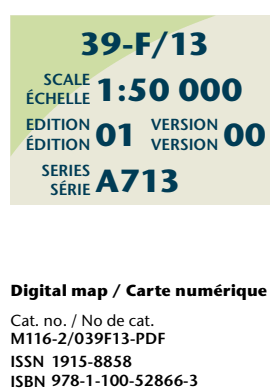 39-F/13
SCALE
ÉCHELLE 1:50 000
EDITION
ÉDITION 01 VERSION
VERSION 00
SERIES
SÉRIE A713
Digital map / Carte numérique
Cat. no. / No de cat.
M116-2/039F13-PDF
ISSN 1915-8858
ISBN 978-1-100-52866-3